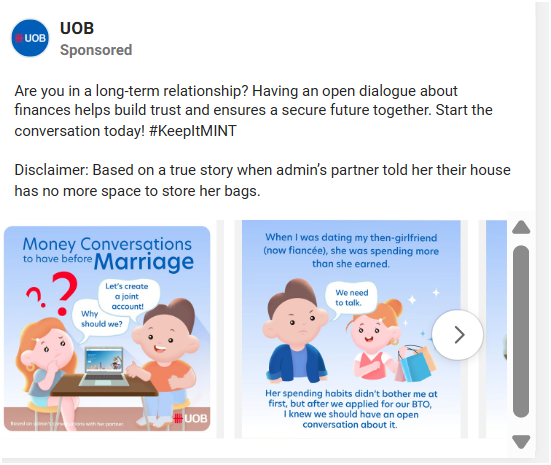 UOB
UOB
Sponsored
Are you in a long-term relationship? Having an open dialogue about
finances helps build trust and ensures a secure future together. Start the
conversation today! #KeepItMINT
Disclaimer: Based on a true story when admin's partner told her their house
has no more space to store her bags.
Money Conversations
to have before Marriage
? ?
Let's create
a joint
account!
Why
should we?
Based on admin's conversations with her partner.
UOB
When I was dating my then-girlfriend
(now fiancée), she was spending more
than she earned.
We need
to talk.
Her spending habits didn't bother me at
first, but after we applied for our BTO,
I knew we should have an open
conversation about it.